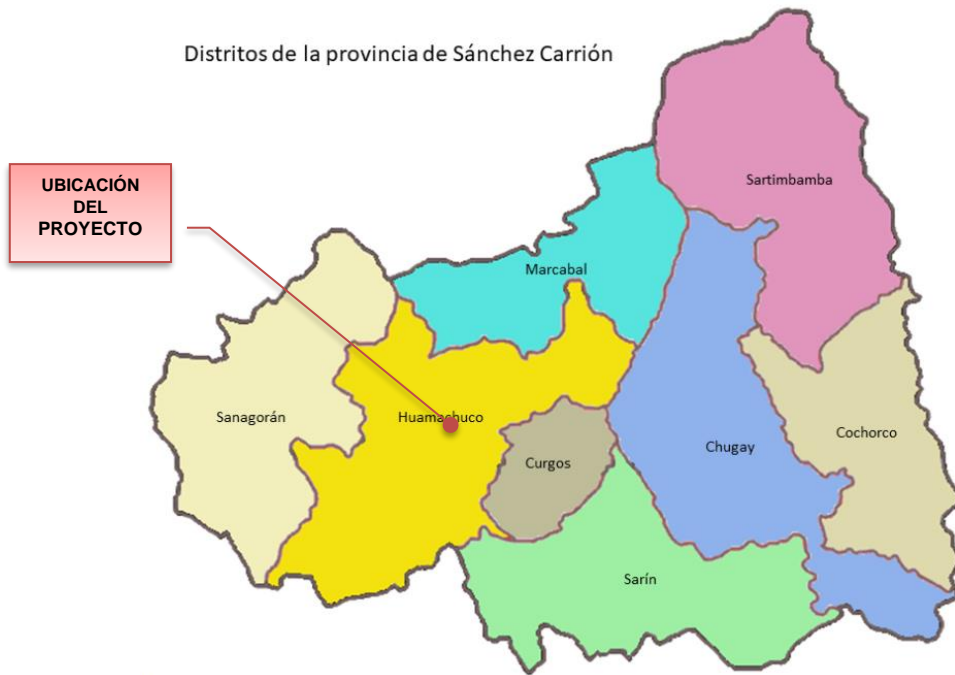 Distritos de la provincia de Sánchez Carrión
UBICACIÓN
DEL
PROYECTO
Sartimbamba
Marcabal
Sanagorán
Huamachuco
Curgos
Chugay
Cochorco
Sarín